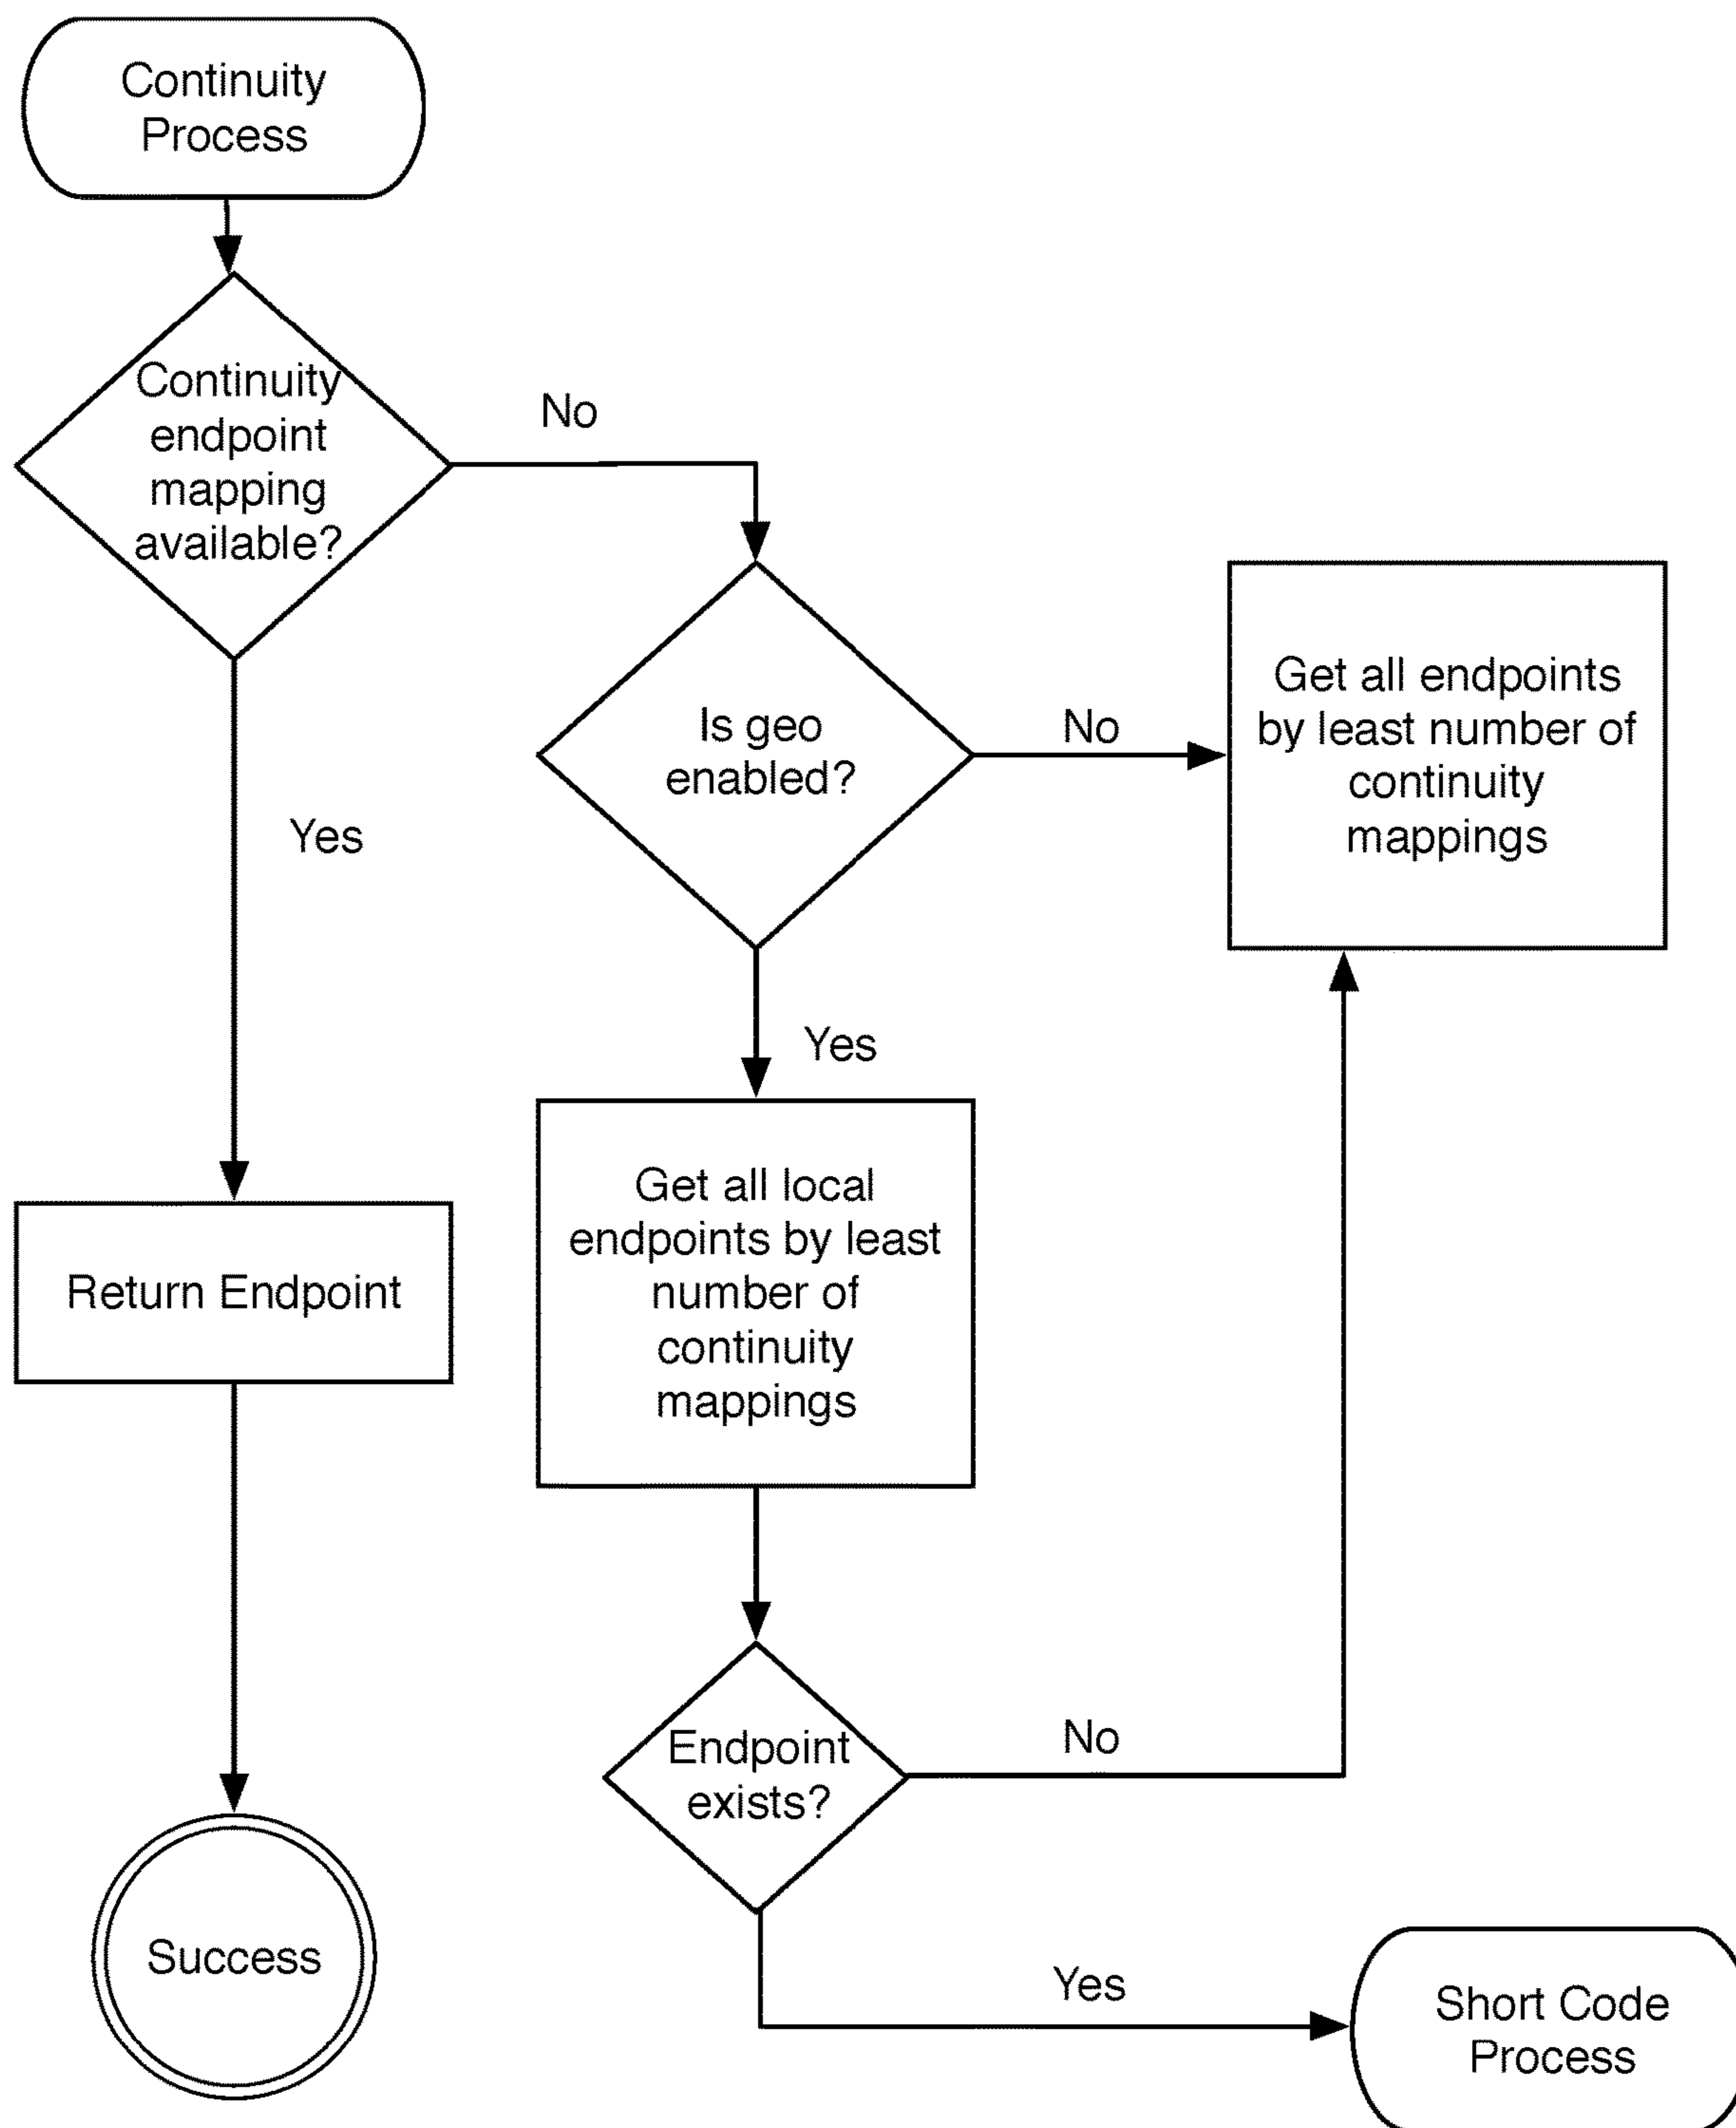 Continuity
Process
Continuity
endpoint
mapping
available?
No
Is geo
enabled?
No
Get all endpoints
by least number of
continuity
mappings
Yes
Yes
Get all local
endpoints by least
number of
continuity
mappings
Return Endpoint
Endpoint
exists?
No
Success
Yes
Short Code
Process